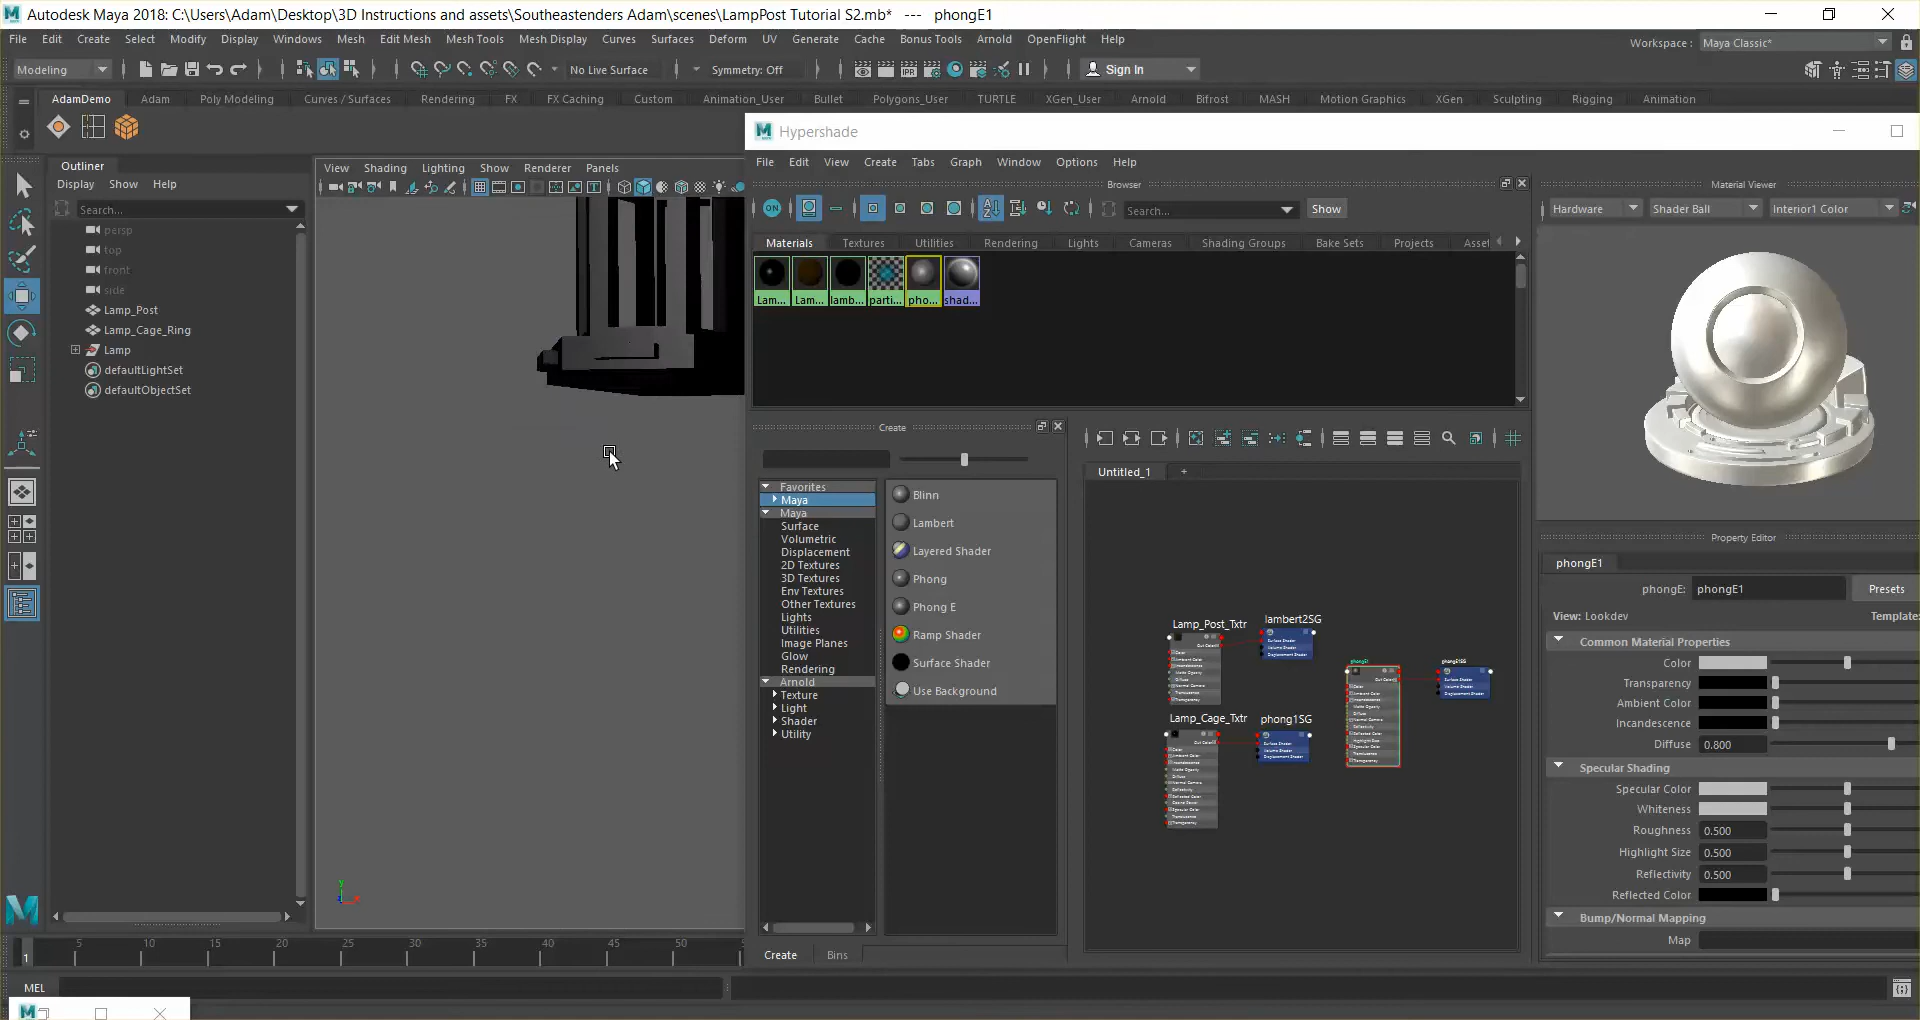 Autodesk Maya 2018: C:\Users\Adam\Desktop\3D Instructions and assets\Southeastenders Adam\scenes\LampPost Tutorial S2.mb* --- phongE1
File Edit Create Select Modify Display Windows Mesh Edit Mesh Mesh Tools Mesh Display Curves Surfaces Deform UV Generate Cache Bonus Tools Arnold OpenFlight Help
Workspace : Maya Classic*
Modeling No Live Surface Symmetry: Off Sign In
AdamDemo Adam Poly Modeling Curves / Surfaces Rendering FX FX Caching Custom Animation_User Bullet Polygons_User TURTLE XGen_User Arnold Bifrost MASH Motion Graphics XGen Sculpting Rigging Animation
Hypershade
Outliner
Display Show Help
Search...
persp
top
front
side
Lamp_Post
Lamp_Cage_Ring
Lamp
defaultLightSet
defaultObjectSet
View Shading Lighting Show Renderer Panels
File Edit View Create Tabs Graph Window Options Help
Browser
ON Search... Show
Materials Textures Utilities Rendering Lights Cameras Shading Groups Bake Sets Projects Asset
Lam... Lam... lamb... parti... pho... shad...
Material Viewer
Hardware Shader Ball Interior1 Color
Create
Favorites
Maya
Maya
Surface
Volumetric
Displacement
2D Textures
3D Textures
Env Textures
Other Textures
Lights
Utilities
Image Planes
Glow
Rendering
Arnold
Texture
Light
Shader
Utility
Blinn
Lambert
Layered Shader
Phong
Phong E
Ramp Shader
Surface Shader
Use Background
Create Bins
Untitled_1 +
Lamp_Post_Txtr lambert2SG
phongE1 phongE1SG
Lamp_Cage_Txtr phong1SG
Property Editor
phongE1
phongE: phongE1 Presets
View: Lookdev Template:
Common Material Properties
Color
Transparency
Ambient Color
Incandescence
Diffuse 0.800
Specular Shading
Specular Color
Whiteness
Roughness 0.500
Highlight Size 0.500
Reflectivity 0.500
Reflected Color
Bump/Normal Mapping
Map
5 10 15 20 25 30 35 40 45 50
1
MEL